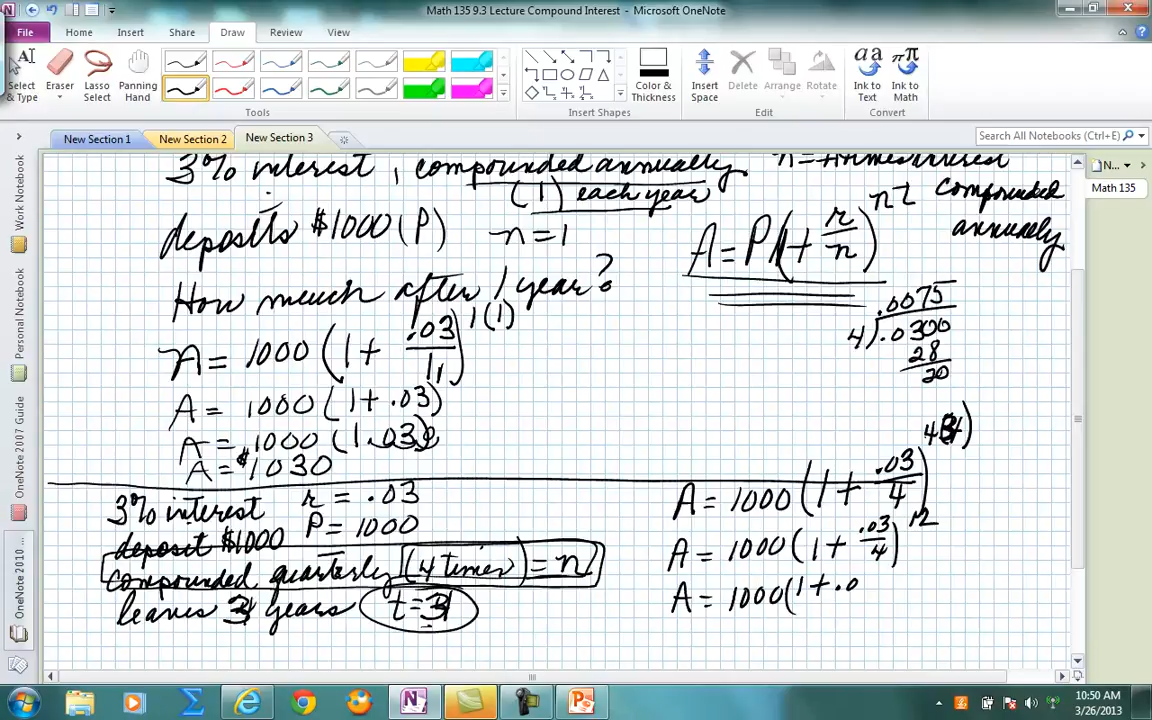 Math 135 9.3 Lecture Compound Interest - Microsoft OneNote
File Home Insert Share Draw Review View
Select & Type
Eraser
Lasso Select
Panning Hand
Color & Thickness
Insert Space
Delete
Arrange
Rotate
Ink to Text
Ink to Math
Tools
Insert Shapes
Edit
Convert
New Section 1
New Section 2
New Section 3
Search All Notebooks (Ctrl+E)
N...
Math 135
Work Notebook
Personal Notebook
OneNote 2007 Guide
OneNote 2010
3% interest, compounded annually
(1) each year
deposits $1000 (P) n=1
How much after 1 year?
A = 1000 (1 + .03/1)^1(1)
A = 1000 (1 + .03)
A = 1000 (1.03)
A = $1030
compounded
annually
A = P(1 + r/n)^nt
.0075
4).0300
28
20
3% interest r = .03
deposit $1000 P = 1000
compounded quarterly (4 times) = n
leaves 3 years t=3
A = 1000 (1 + .03/4)^4(3)
A = 1000 (1 + .03/4)^12
A = 1000(1 + .0
10:50 AM
3/26/2013